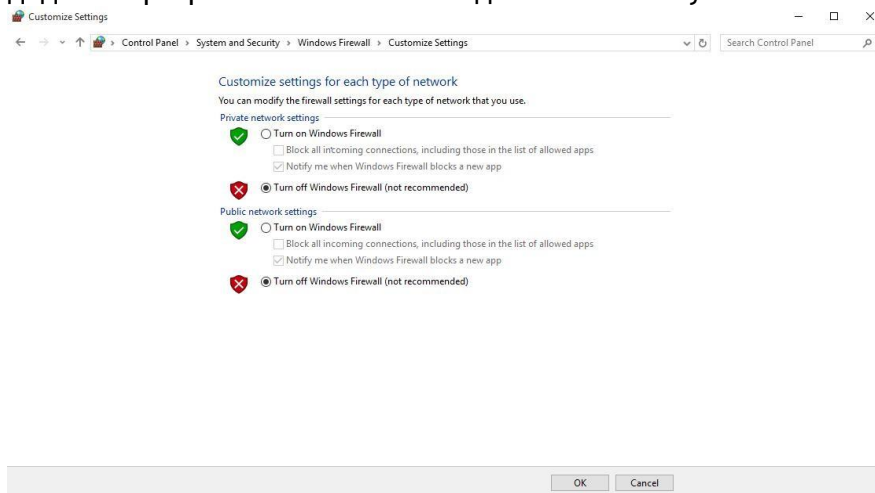 Customize Settings
Control Panel › System and Security › Windows Firewall › Customize Settings
Search Control Panel
Customize settings for each type of network
You can modify the firewall settings for each type of network that you use.
Private network settings
Turn on Windows Firewall
Block all incoming connections, including those in the list of allowed apps
Notify me when Windows Firewall blocks a new app
Turn off Windows Firewall (not recommended)
Public network settings
Turn on Windows Firewall
Block all incoming connections, including those in the list of allowed apps
Notify me when Windows Firewall blocks a new app
Turn off Windows Firewall (not recommended)
OK Cancel